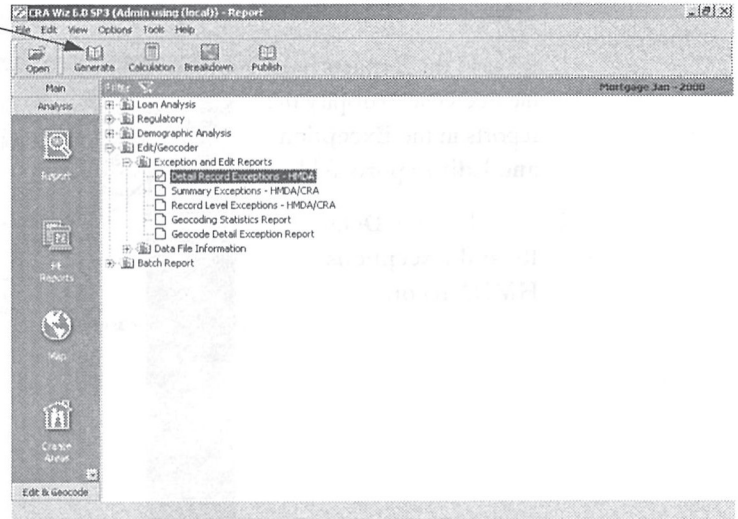 CRA Wiz 6.0 SP3 (Admin using (local)) - Report
File Edit View Options Tools Help
Open Generate Calculation Breakdown Publish
Main
Filter
Mortgage Jan - 2000
Analysis
Loan Analysis
Regulatory
Demographic Analysis
Edit/Geocoder
Exception and Edit Reports
Detail Record Exceptions - HMDA
Summary Exceptions - HMDA/CRA
Record Level Exceptions - HMDA/CRA
Geocoding Statistics Report
Geocode Detail Exception Report
Data File Information
Batch Report
Report
Reports
Map
Create
Areas
Edit & Geocode